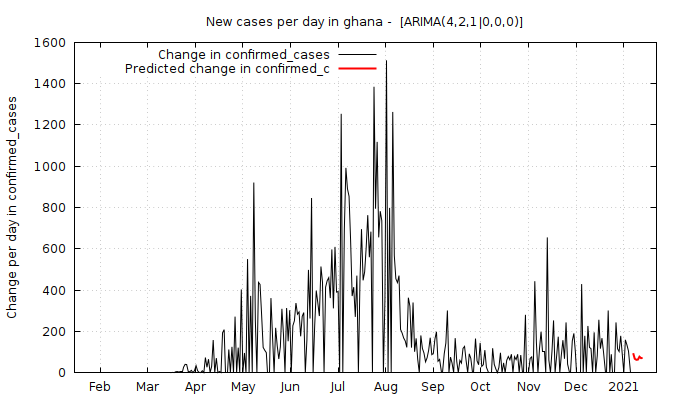 New cases per day in ghana -  [ARIMA(4,2,1|0,0,0)]
Change in confirmed_cases
Predicted change in confirmed_c
Change per day in confirmed_cases
1600
1400
1200
1000
800
600
400
200
0
Feb Mar Apr May Jun Jul Aug Sep Oct Nov Dec 2021